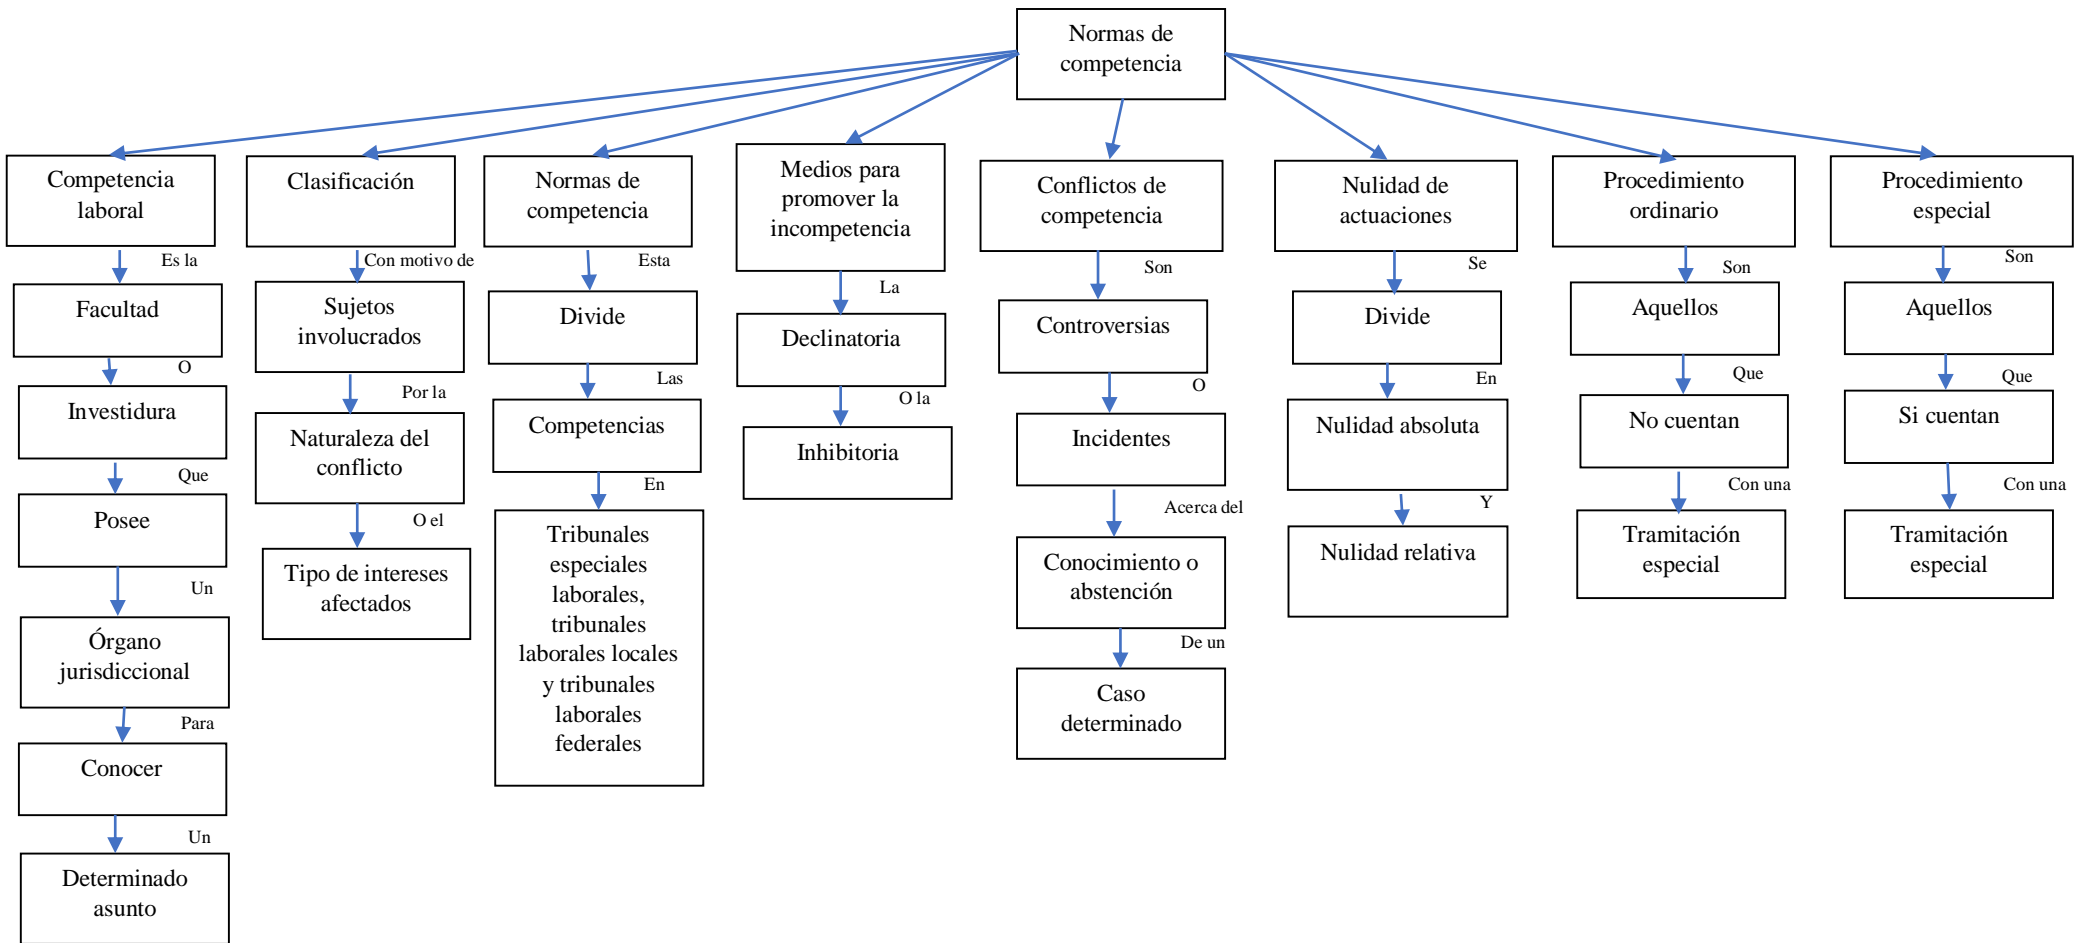 Normas de
competencia
Competencia
laboral
Es la
Facultad
O
Investidura
Que
Posee
Un
Órgano
jurisdiccional
Para
Conocer
Un
Determinado
asunto
Clasificación
Con motivo de
Sujetos
involucrados
Por la
Naturaleza del
conflicto
O el
Tipo de intereses
afectados
Normas de
competencia
Esta
Divide
Las
Competencias
En
Tribunales
especiales
laborales,
tribunales
laborales locales
y tribunales
laborales
federales
Medios para
promover la
incompetencia
La
Declinatoria
O la
Inhibitoria
Conflictos de
competencia
Son
Controversias
O
Incidentes
Acerca del
Conocimiento o
abstención
De un
Caso
determinado
Nulidad de
actuaciones
Se
Divide
En
Nulidad absoluta
Y
Nulidad relativa
Procedimiento
ordinario
Son
Aquellos
Que
No cuentan
Con una
Tramitación
especial
Procedimiento
especial
Son
Aquellos
Que
Si cuentan
Con una
Tramitación
especial